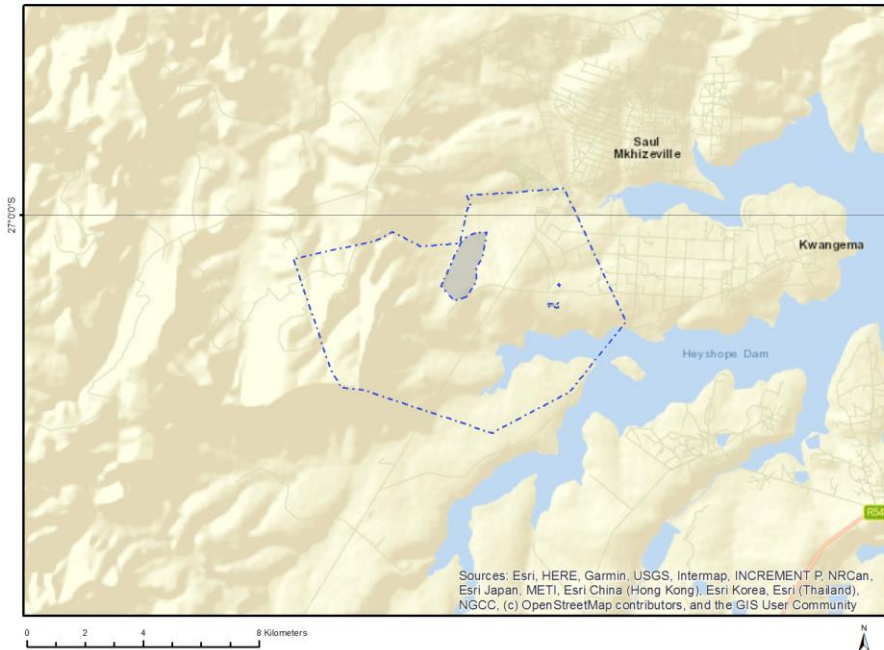 Saul
Mkhizeville
27°0'0"S
Kwangema
Heyshope Dam
R54
Sources: Esri, HERE, Garmin, USGS, Intermap, INCREMENT P, NRCan,
Esri Japan, METI, Esri China (Hong Kong), Esri Korea, Esri (Thailand),
NGCC, (c) OpenStreetMap contributors, and the GIS User Community
0 2 4 8 Kilometers
N